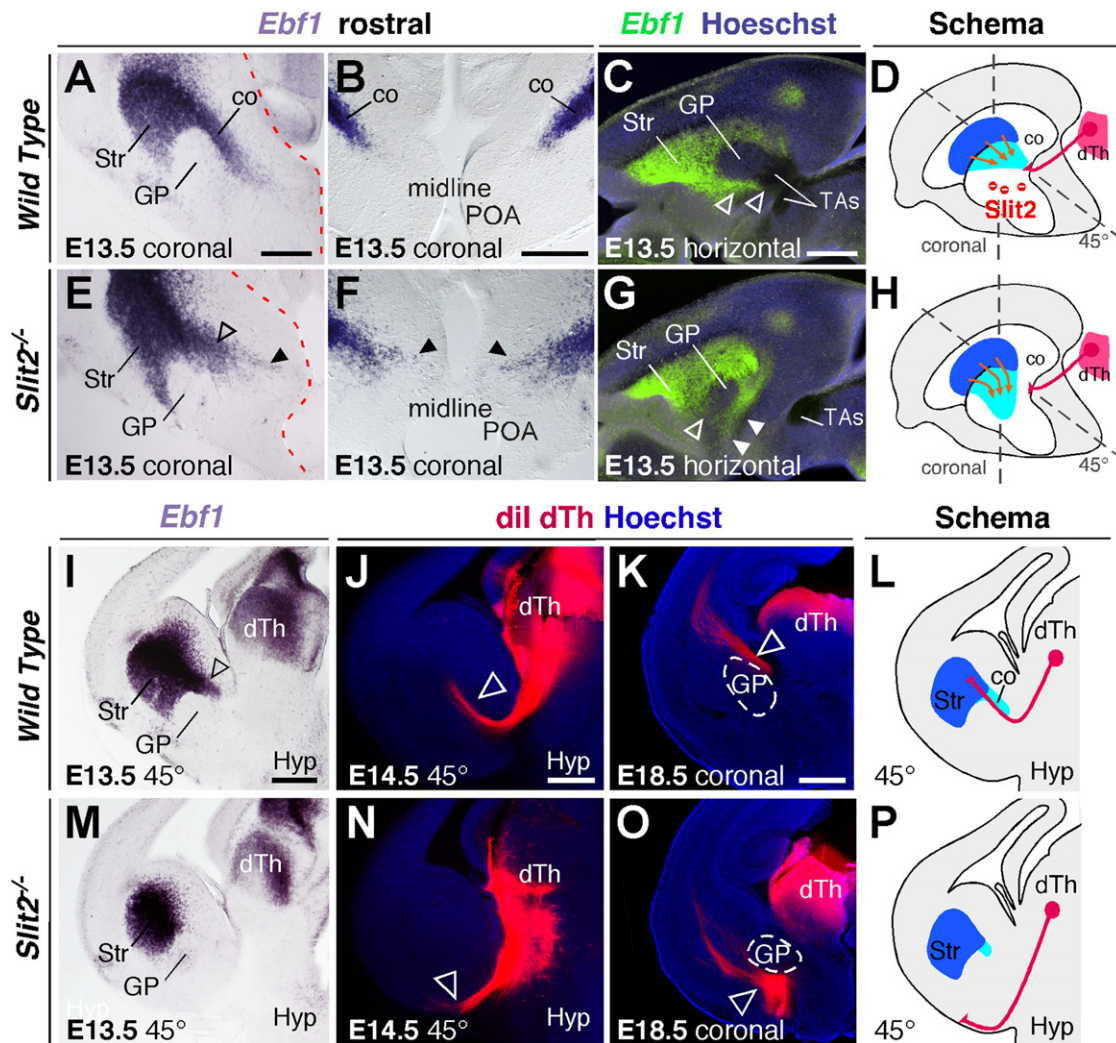 Ebf1 rostral
Ebf1 Hoeschst
Schema
Wild Type
A
co
Str
GP
E13.5 coronal
B
co
co
midline
POA
E13.5 coronal
C
GP
Str
TAs
E13.5 horizontal
D
co
dTh
Slit2
coronal
45°
Slit2-/-
E
Str
GP
E13.5 coronal
F
midline
POA
E13.5 coronal
G
GP
Str
TAs
E13.5 horizontal
H
co
dTh
coronal
45°
Ebf1
diI dTh Hoechst
Schema
Wild Type
I
dTh
Str
GP
Hyp
E13.5 45°
J
dTh
Hyp
E14.5 45°
K
dTh
GP
E18.5 coronal
L
dTh
co
Str
45°
Hyp
Slit2-/-
M
dTh
Str
GP
Hyp
E13.5 45°
N
dTh
Hyp
E14.5 45°
O
dTh
GP
E18.5 coronal
P
dTh
Str
45°
Hyp